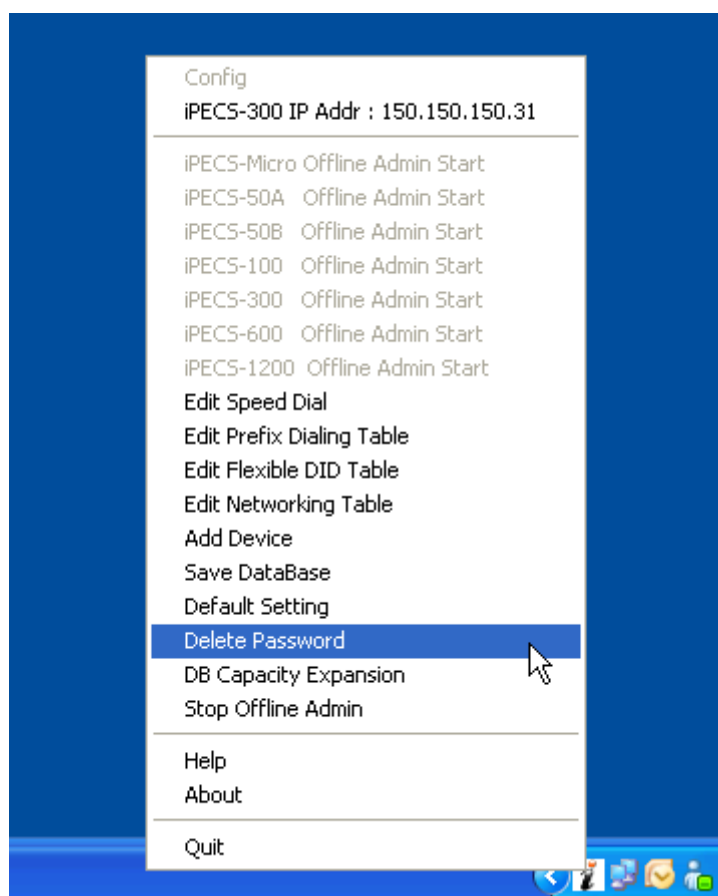 Config
iPECS-300 IP Addr : 150.150.150.31
iPECS-Micro Offline Admin Start
iPECS-50A Offline Admin Start
iPECS-50B Offline Admin Start
iPECS-100 Offline Admin Start
iPECS-300 Offline Admin Start
iPECS-600 Offline Admin Start
iPECS-1200 Offline Admin Start
Edit Speed Dial
Edit Prefix Dialing Table
Edit Flexible DID Table
Edit Networking Table
Add Device
Save DataBase
Default Setting
Delete Password
DB Capacity Expansion
Stop Offline Admin
Help
About
Quit